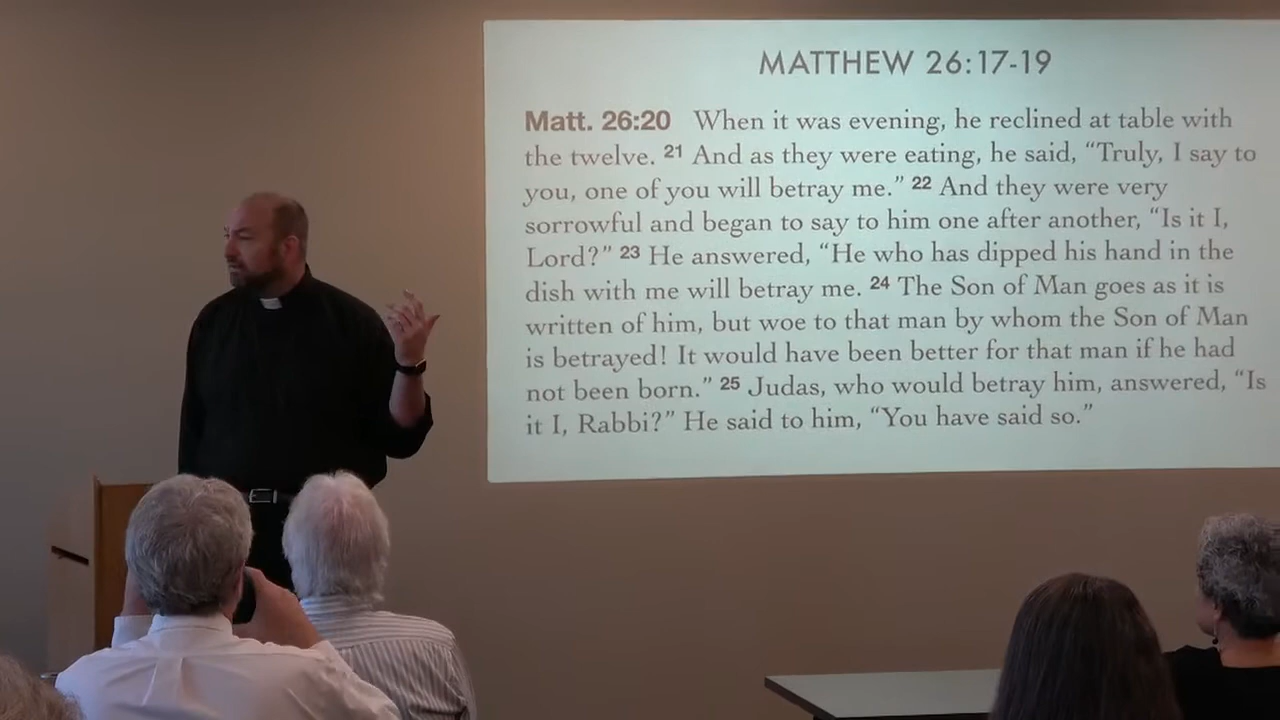 MATTHEW 26:17-19
Matt. 26:20 When it was evening, he reclined at table with
the twelve. 21 And as they were eating, he said, “Truly, I say to
you, one of you will betray me.” 22 And they were very
sorrowful and began to say to him one after another, “Is it I,
Lord?” 23 He answered, “He who has dipped his hand in the
dish with me will betray me. 24 The Son of Man goes as it is
written of him, but woe to that man by whom the Son of Man
is betrayed! It would have been better for that man if he had
not been born.” 25 Judas, who would betray him, answered, “Is
it I, Rabbi?” He said to him, “You have said so.”